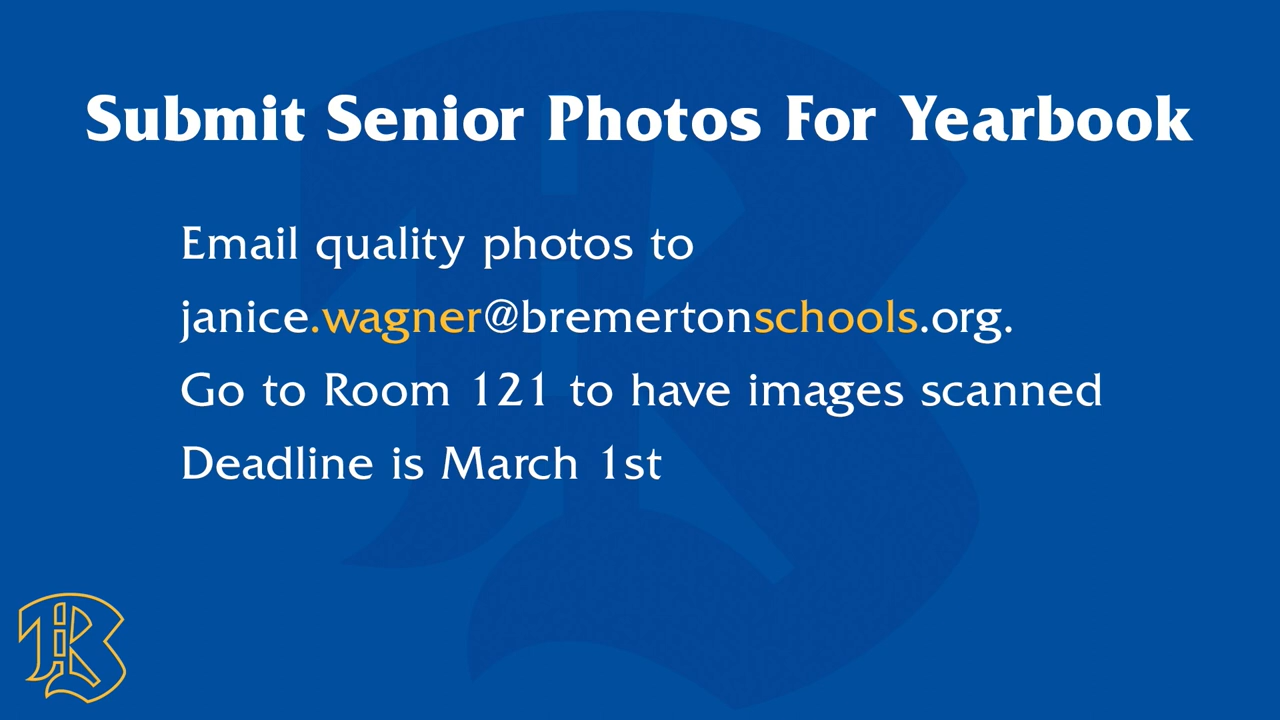 Submit Senior Photos For Yearbook
Email quality photos to
janice.wagner@bremertonschools.org.
Go to Room 121 to have images scanned
Deadline is March 1st
B